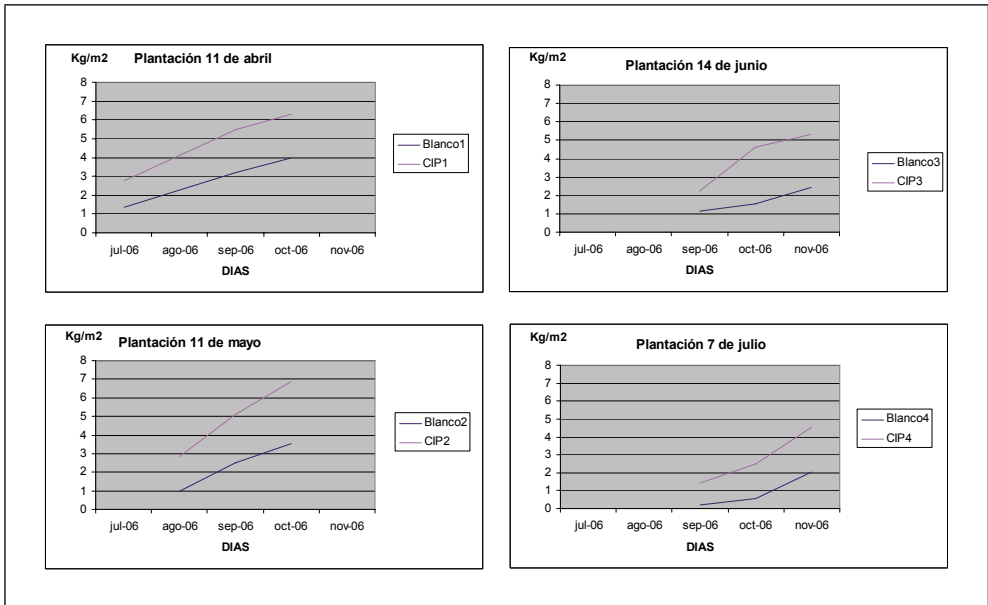 Kg/m2 Plantación 11 de abril
8
7
6
5
4
3
2
1
0
jul-06 ago-06 sep-06 oct-06 nov-06
DIAS
Blanco1
CIP1
Kg/m2
Plantación 14 de junio
8
7
6
5
4
3
2
1
0
jul-06 ago-06 sep-06 oct-06 nov-06
DIAS
Blanco3
CIP3
Kg/m2
Plantación 11 de mayo
8
7
6
5
4
3
2
1
0
jul-06 ago-06 sep-06 oct-06 nov-06
DIAS
Blanco2
CIP2
Kg/m2
Plantación 7 de julio
8
7
6
5
4
3
2
1
0
jul-06 ago-06 sep-06 oct-06 nov-06
DIAS
Blanco4
CIP4